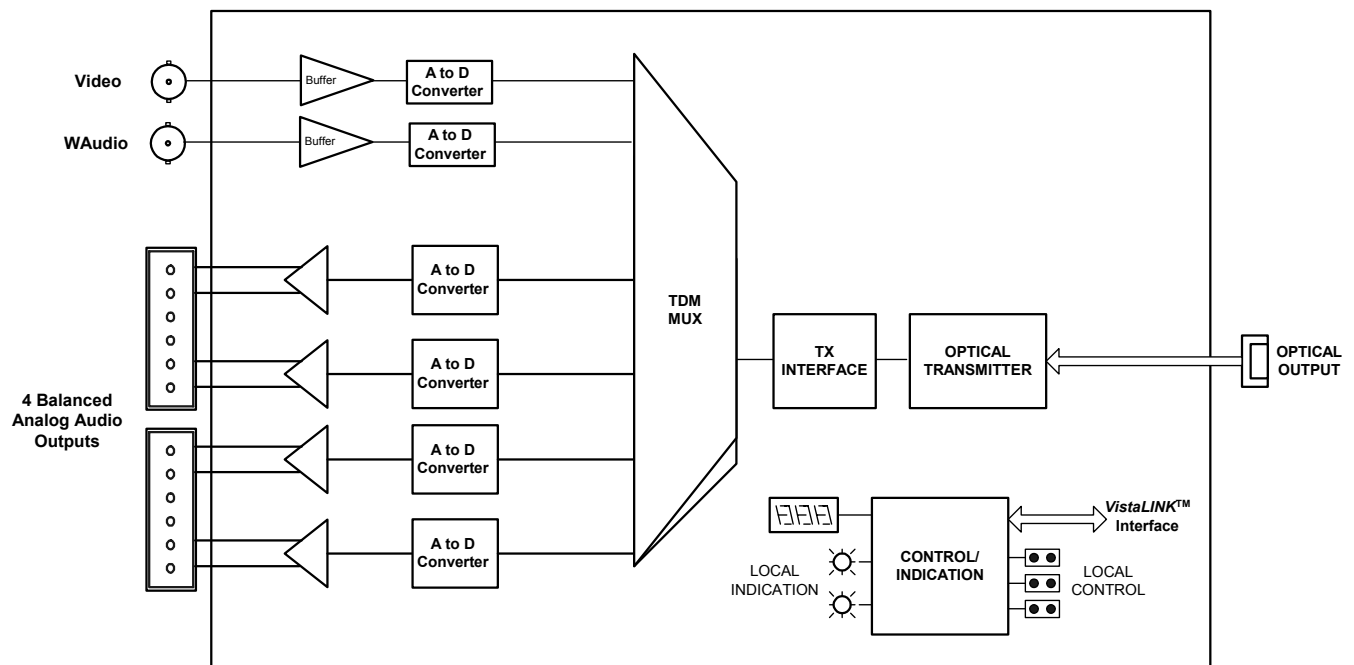 Video
Buffer
A to D
Converter
WAudio
Buffer
A to D
Converter
A to D
Converter
A to D
Converter
A to D
Converter
A to D
Converter
4 Balanced
Analog Audio
Outputs
TDM
MUX
TX
INTERFACE
OPTICAL
TRANSMITTER
OPTICAL
OUTPUT
VistaLINK™
Interface
CONTROL/
INDICATION
LOCAL
INDICATION
LOCAL
CONTROL